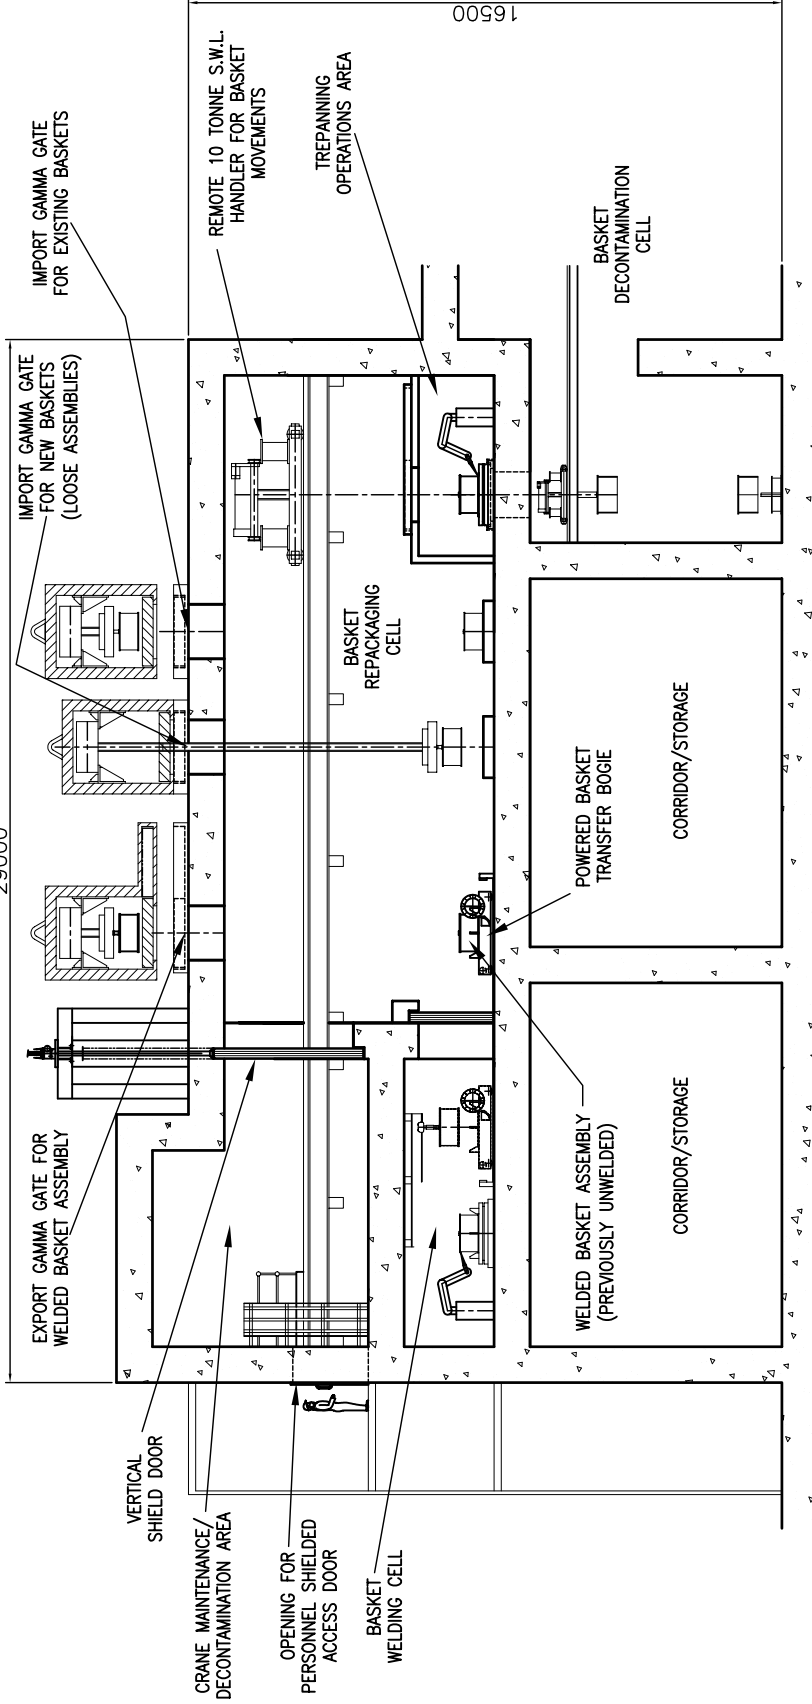 29000
16500
IMPORT GAMMA GATE
FOR EXISTING BASKETS
IMPORT GAMMA GATE
FOR NEW BASKETS
(LOOSE ASSEMBLIES)
REMOTE 10 TONNE S.W.L.
HANDLER FOR BASKET
MOVEMENTS
TREPANNING
OPERATIONS AREA
BASKET
DECONTAMINATION
CELL
BASKET
REPACKAGING
CELL
EXPORT GAMMA GATE FOR
WELDED BASKET ASSEMBLY
VERTICAL
SHIELD DOOR
CRANE MAINTENANCE/
DECONTAMINATION AREA
OPENING FOR
PERSONNEL SHIELDED
ACCESS DOOR
BASKET
WELDING CELL
POWERED BASKET
TRANSFER BOGIE
WELDED BASKET ASSEMBLY
(PREVIOUSLY UNWELDED)
CORRIDOR/STORAGE
CORRIDOR/STORAGE